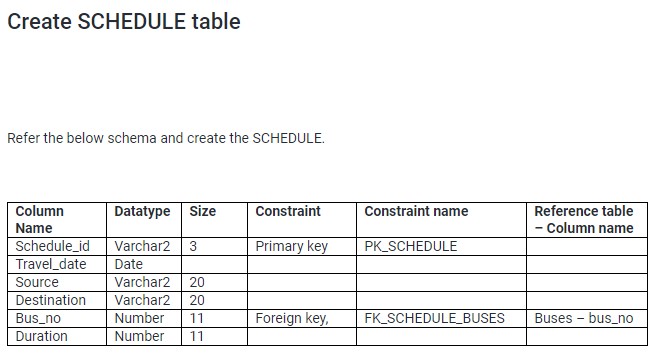 Create SCHEDULE table
Refer the below schema and create the SCHEDULE.
Column Name Datatype Size Constraint Constraint name Reference table – Column name
Schedule_id Varchar2 3 Primary key PK_SCHEDULE
Travel_date Date
Source Varchar2 20
Destination Varchar2 20
Bus_no Number 11 Foreign key, FK_SCHEDULE_BUSES Buses – bus_no
Duration Number 11